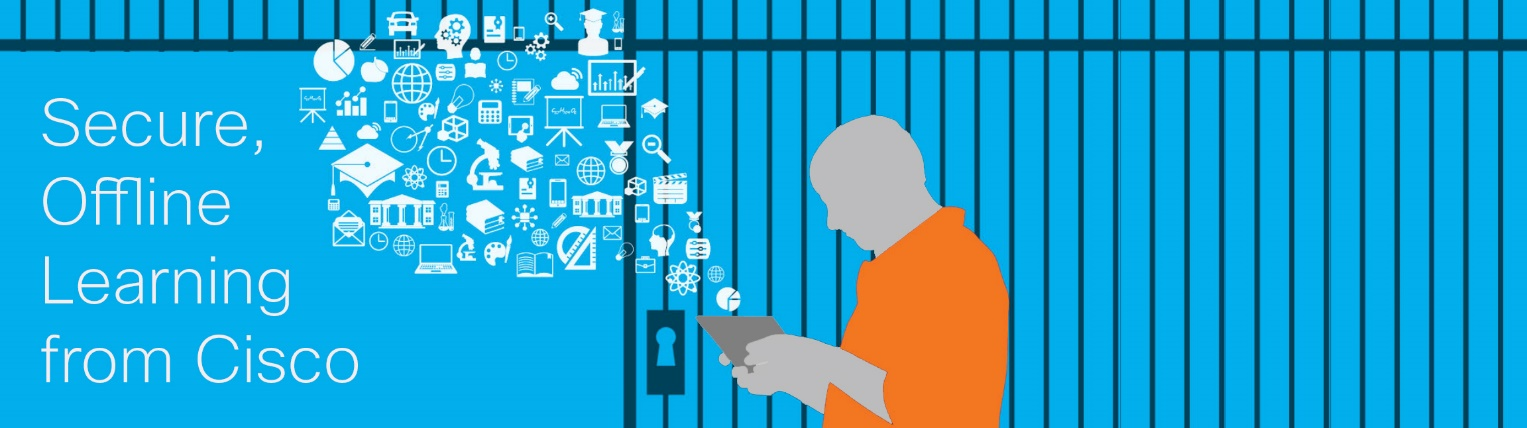 Secure,
Offline
Learning
from Cisco